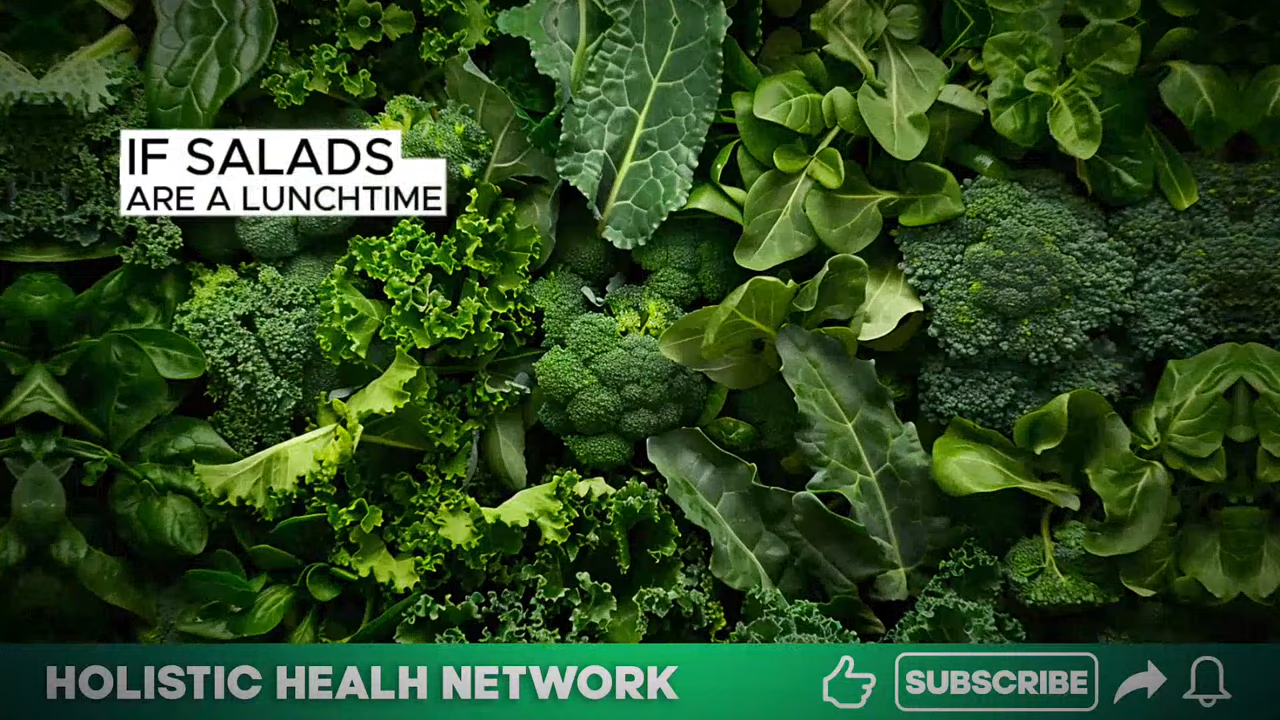 IF SALADS
ARE A LUNCHTIME
HOLISTIC HEALH NETWORK
SUBSCRIBE